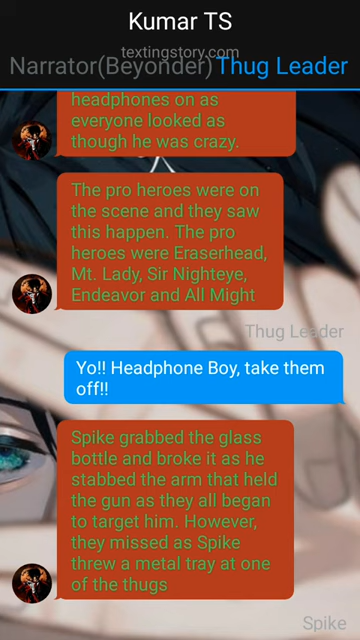 Kumar TS
textingstory.com
Narrator(Beyonder) Thug Leader
headphones on as
everyone looked as
though he was crazy.
The pro heroes were on
the scene and they saw
this happen. The pro
heroes were Eraserhead,
Mt. Lady, Sir Nighteye,
Endeavor and All Might
Thug Leader
Yo!! Headphone Boy, take them
off!!
Spike grabbed the glass
bottle and broke it as he
stabbed the arm that held
the gun as they all began
to target him. However,
they missed as Spike
threw a metal tray at one
of the thugs
Spike